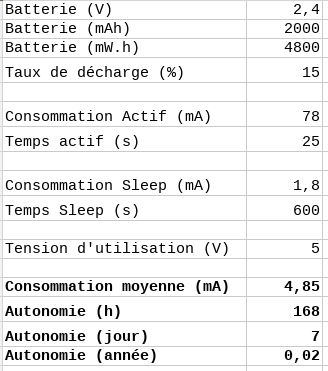 Batterie (V) 2,4
Batterie (mAh) 2000
Batterie (mW.h) 4800
Taux de décharge (%) 15
Consommation Actif (mA) 78
Temps actif (s) 25
Consommation Sleep (mA) 1,8
Temps Sleep (s) 600
Tension d'utilisation (V) 5
Consommation moyenne (mA) 4,85
Autonomie (h) 168
Autonomie (jour) 7
Autonomie (année) 0,02